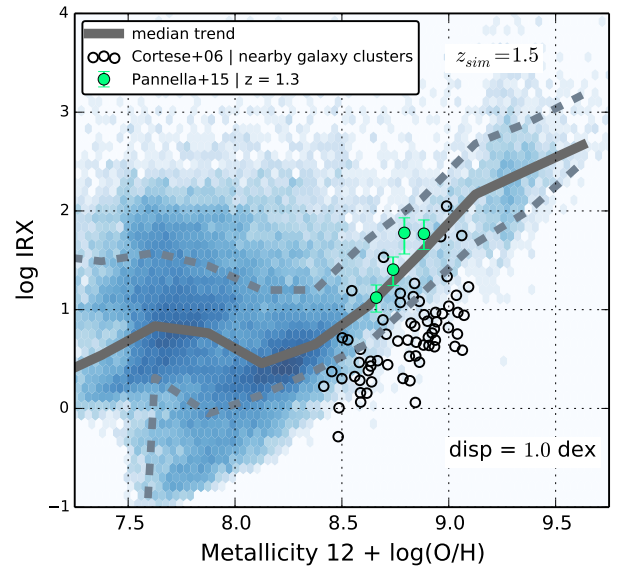 median trend
Cortese+06 | nearby galaxy clusters
Pannella+15 | z = 1.3
z_sim=1.5
4
3
2
1
0
−1
log IRX
disp = 1.0 dex
7.5 8.0 8.5 9.0 9.5
Metallicity 12 + log(O/H)